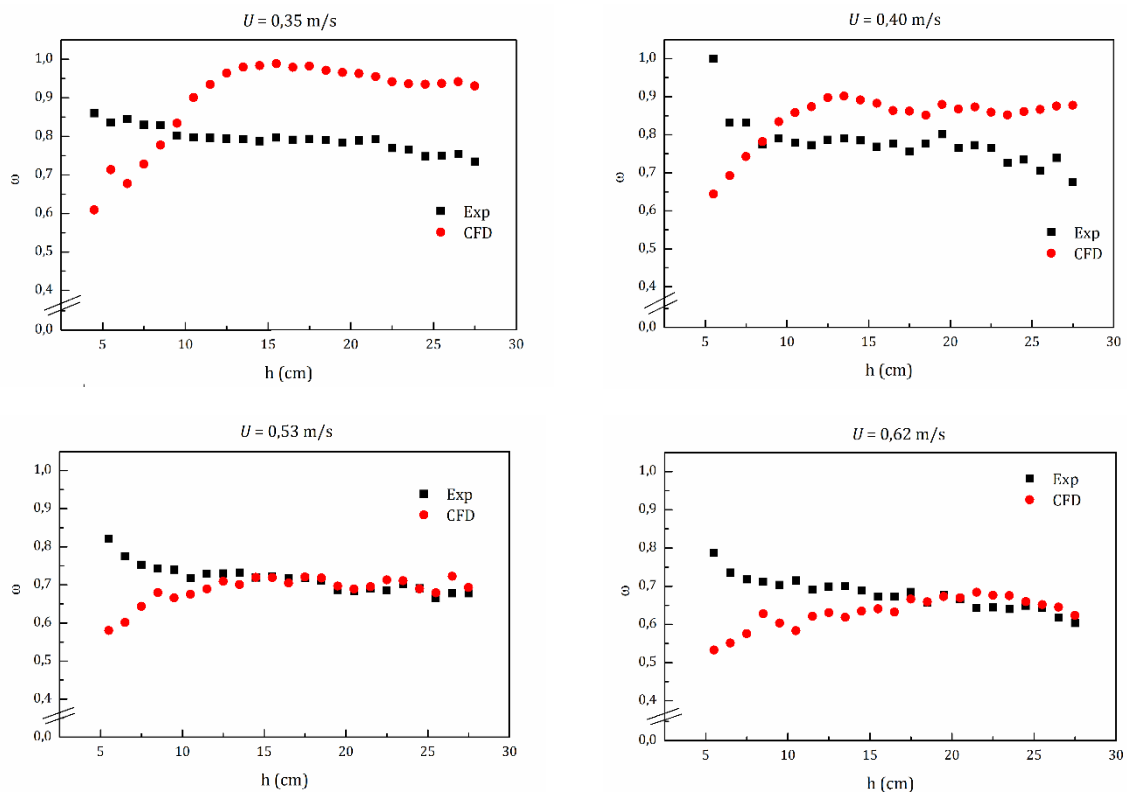 U = 0,35 m/s
1,0
0,9
0,8
0,7
0,6
0,5
0,4
0,0
ω
Exp
CFD
5 10 15 20 25 30
h (cm)
U = 0,40 m/s
1,0
0,9
0,8
0,7
0,6
0,5
0,4
0,0
ω
Exp
CFD
5 10 15 20 25 30
h (cm)
U = 0,53 m/s
1,0
0,9
0,8
0,7
0,6
0,5
0,4
0,0
ω
Exp
CFD
5 10 15 20 25 30
h (cm)
U = 0,62 m/s
1,0
0,9
0,8
0,7
0,6
0,5
0,4
0,0
ω
Exp
CFD
5 10 15 20 25 30
h (cm)